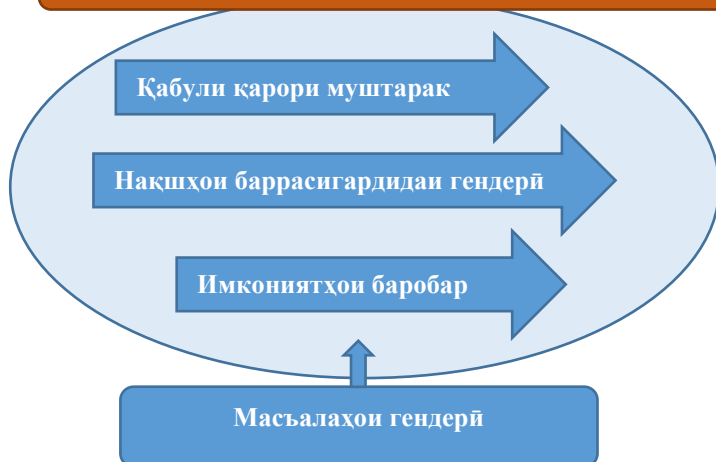 Қабули қарори муштарак
Нақшҳои баррасигардидаи гендерӣ
Имкониятҳои баробар
Масъалаҳои гендерӣ